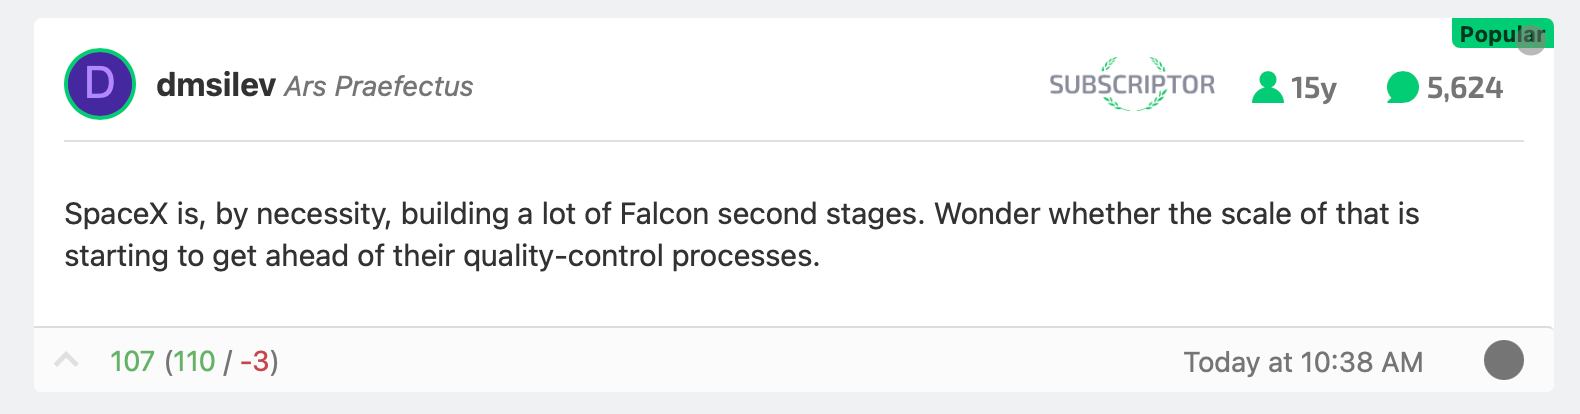 Popular
D dmsilev Ars Praefectus SUBSCRIPTOR 15y 5,624
SpaceX is, by necessity, building a lot of Falcon second stages. Wonder whether the scale of that is
starting to get ahead of their quality-control processes.
107 (110 / -3) Today at 10:38 AM